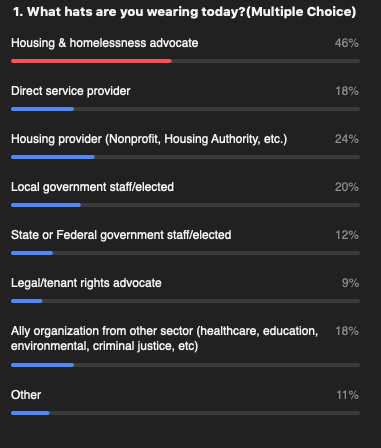 1. What hats are you wearing today?(Multiple Choice)
Housing & homelessness advocate 46%
Direct service provider 18%
Housing provider (Nonprofit, Housing Authority, etc.) 24%
Local government staff/elected 20%
State or Federal government staff/elected 12%
Legal/tenant rights advocate 9%
Ally organization from other sector (healthcare, education, 18%
environmental, criminal justice, etc)
Other 11%